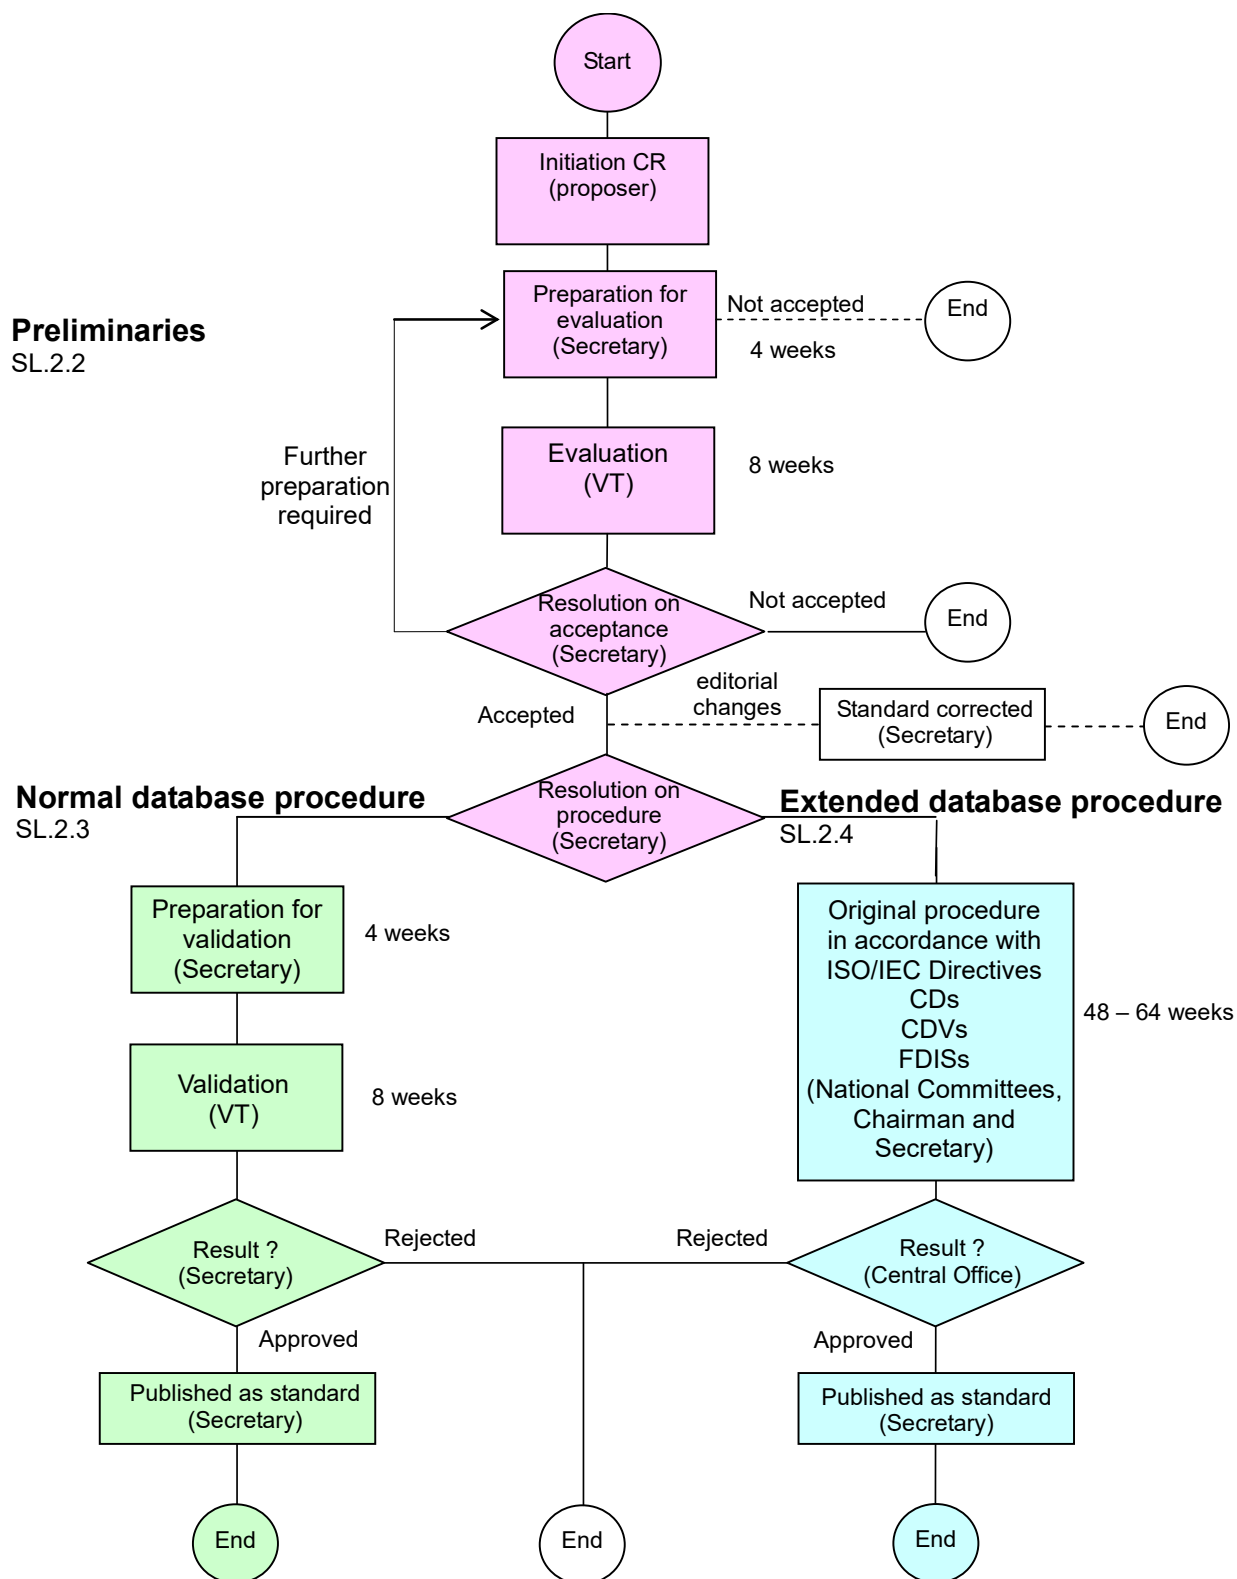 Start
Initiation CR
(proposer)
Preparation for
evaluation
(Secretary)
Not accepted
4 weeks
End
Preliminaries
SL.2.2
Further
preparation
required
Evaluation
(VT)
8 weeks
Resolution on
acceptance
(Secretary)
Not accepted
End
Accepted
editorial
changes
Standard corrected
(Secretary)
End
Resolution on
procedure
(Secretary)
Normal database procedure
SL.2.3
Extended database procedure
SL.2.4
Preparation for
validation
(Secretary)
4 weeks
Validation
(VT)
8 weeks
Original procedure
in accordance with
ISO/IEC Directives
CDs
CDVs
FDISs
(National Committees,
Chairman and
Secretary)
48 – 64 weeks
Result ?
(Secretary)
Rejected
Rejected
Result ?
(Central Office)
Approved
Approved
Published as standard
(Secretary)
Published as standard
(Secretary)
End
End
End